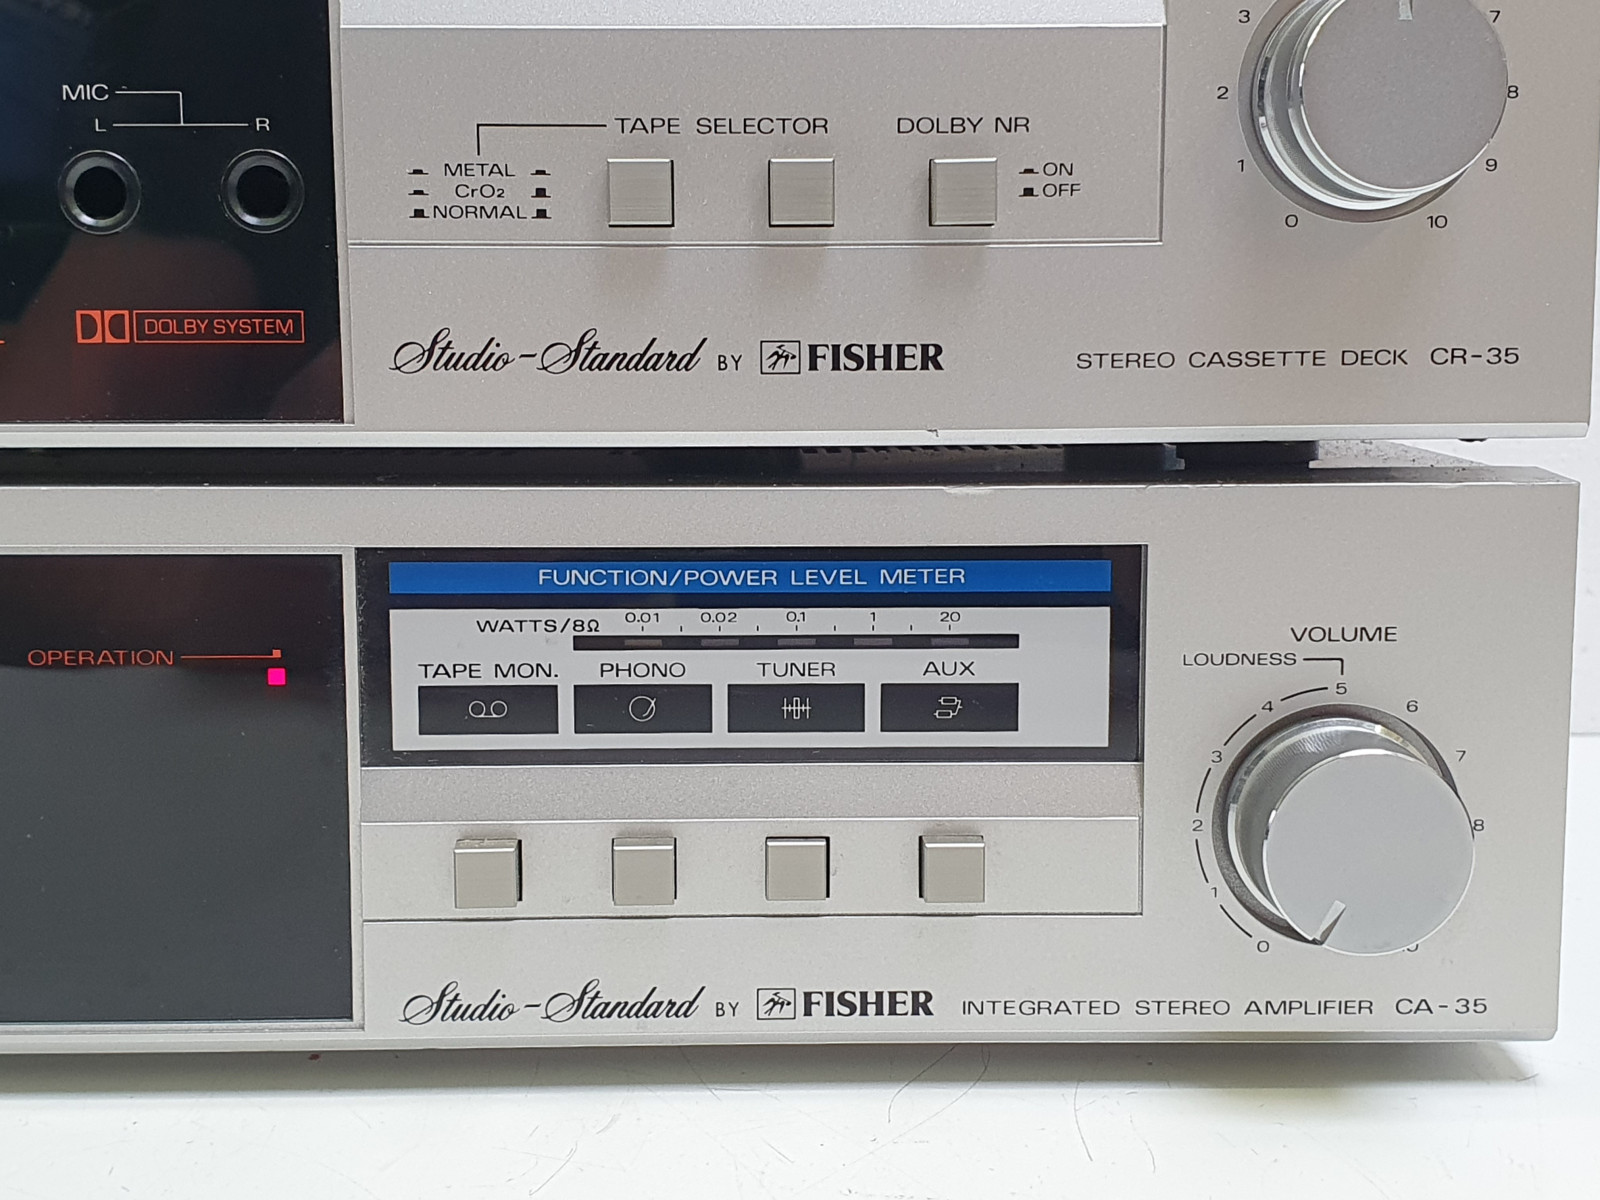 3 7
MIC
2 8
L R
TAPE SELECTOR DOLBY NR
METAL ON
1 9
CrO2 OFF
NORMAL
0 10
DOLBY SYSTEM
Studio-Standard BY FISHER STEREO CASSETTE DECK CR-35
FUNCTION/POWER LEVEL METER
WATTS/8Ω 0.01 0.02 0.1 1 20
VOLUME
OPERATION
LOUDNESS
TAPE MON. PHONO TUNER AUX
5
4 6
3 7
2 8
1
0
Studio-Standard BY FISHER INTEGRATED STEREO AMPLIFIER CA-35